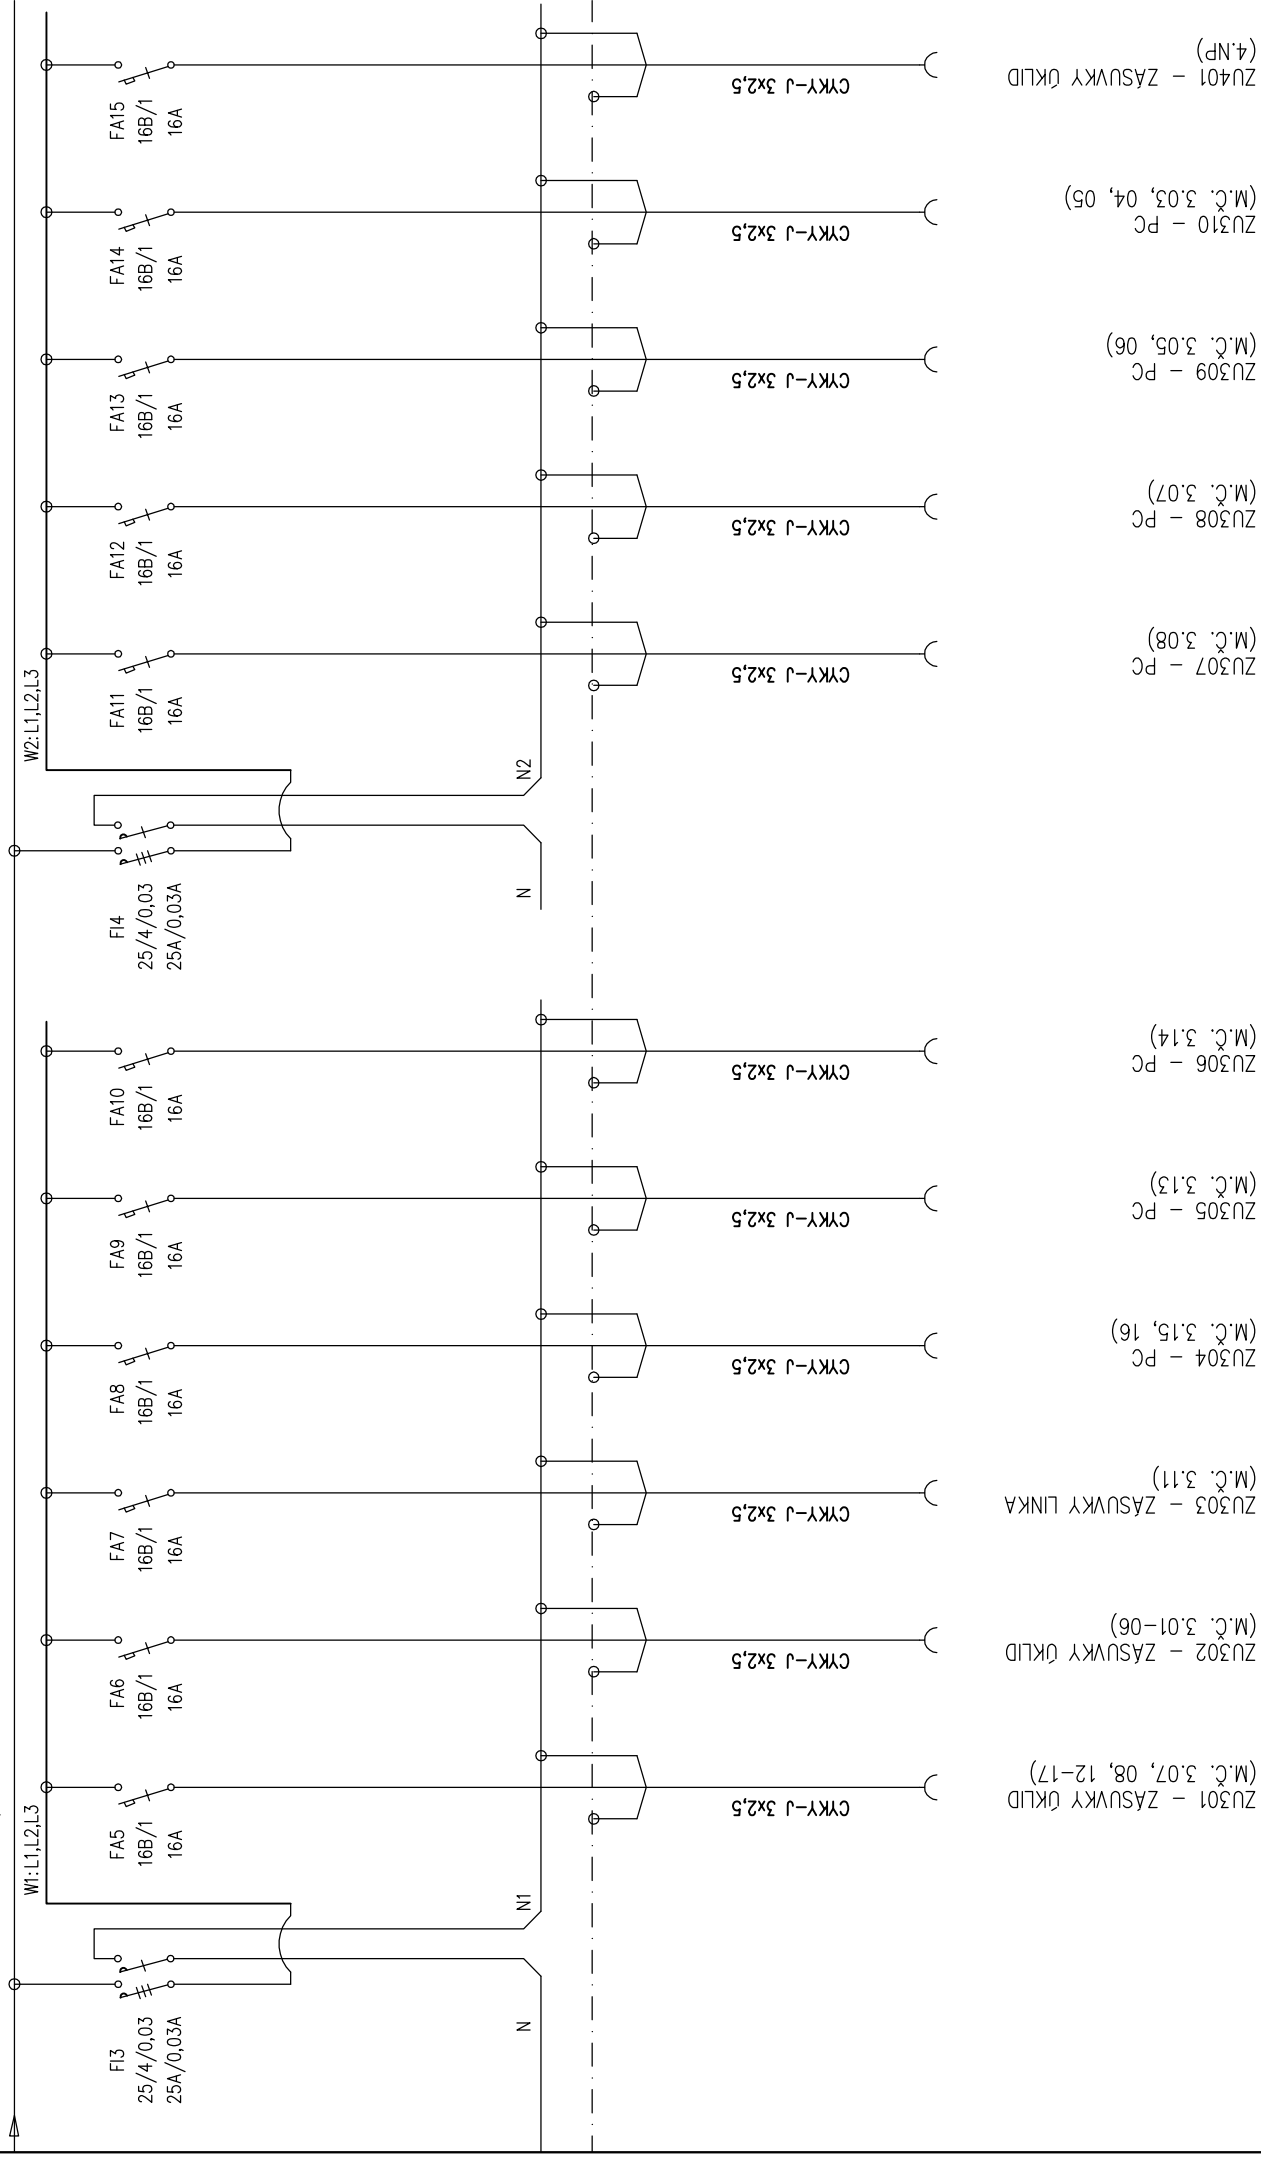 FI3
25/4/0,03
25A/0,03A
N
N1
W1:L1,L2,L3
FA5
16B/1
16A
CYKY-J 3x2,5
ZU301 - ZÁSUVKY ÚKLID
(M.Č. 3.07, 08, 12-17)
FA6
16B/1
16A
CYKY-J 3x2,5
ZU302 - ZÁSUVKY ÚKLID
(M.Č. 3.01-06)
FA7
16B/1
16A
CYKY-J 3x2,5
ZU303 - ZÁSUVKY LINKA
(M.Č. 3.11)
FA8
16B/1
16A
CYKY-J 3x2,5
ZU304 - PC
(M.Č. 3.15, 16)
FA9
16B/1
16A
CYKY-J 3x2,5
ZU305 - PC
(M.Č. 3.13)
FA10
16B/1
16A
CYKY-J 3x2,5
ZU306 - PC
(M.Č. 3.14)
FI4
25/4/0,03
25A/0,03A
N
N2
W2:L1,L2,L3
FA11
16B/1
16A
CYKY-J 3x2,5
ZU307 - PC
(M.Č. 3.08)
FA12
16B/1
16A
CYKY-J 3x2,5
ZU308 - PC
(M.Č. 3.07)
FA13
16B/1
16A
CYKY-J 3x2,5
ZU309 - PC
(M.Č. 3.05, 06)
FA14
16B/1
16A
CYKY-J 3x2,5
ZU310 - PC
(M.Č. 3.03, 04, 05)
FA15
16B/1
16A
CYKY-J 3x2,5
ZU401 - ZÁSUVKY ÚKLID
(4.NP)